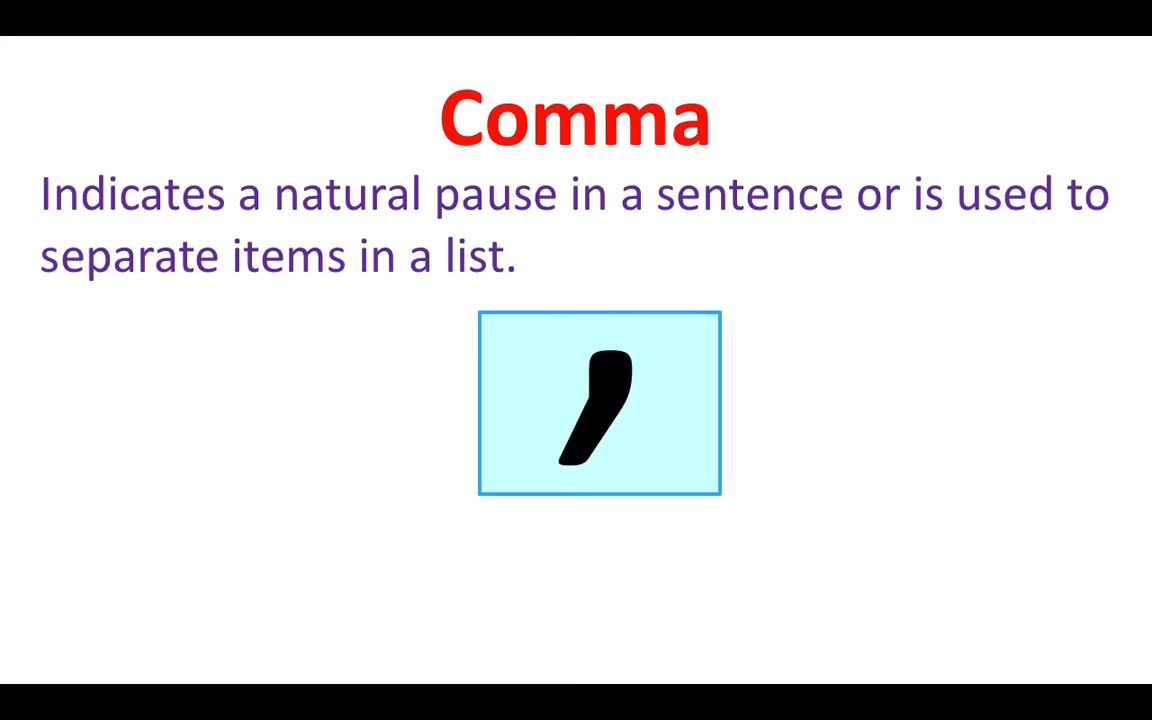 Comma
Indicates a natural pause in a sentence or is used to
separate items in a list.
,